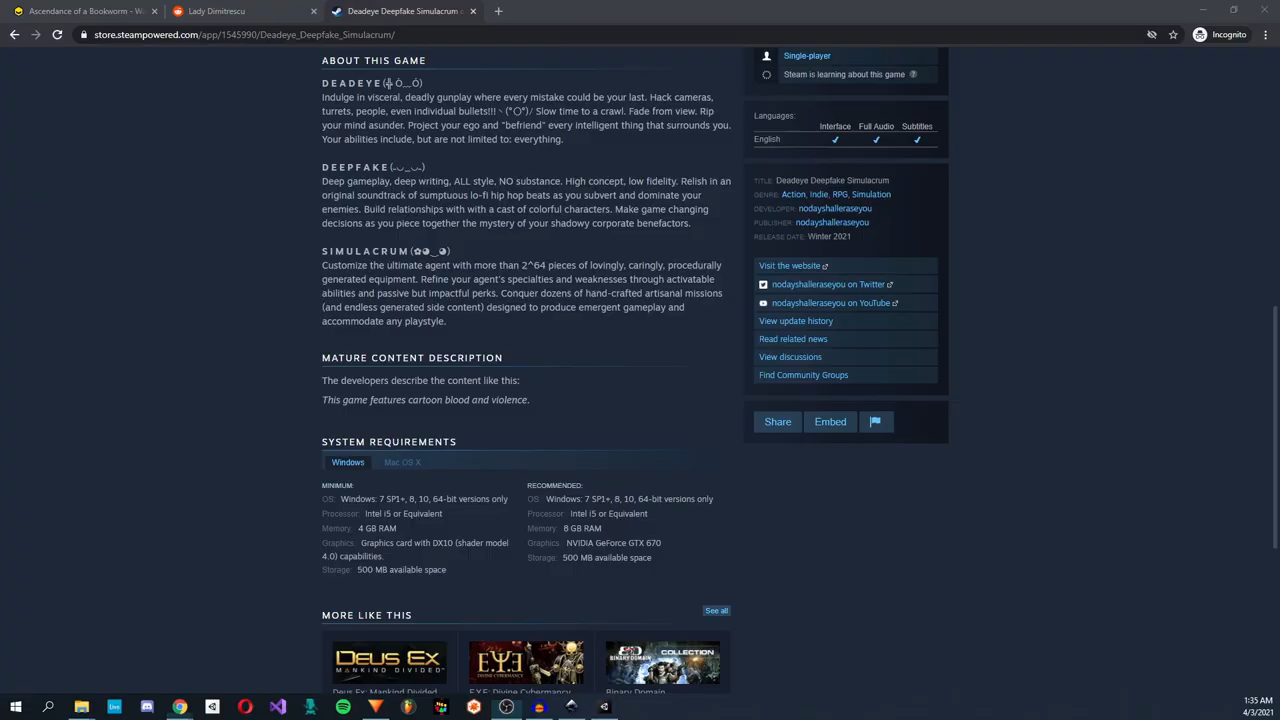 Ascendance of a Bookworm – Wa
Lady Dimitrescu
Deadeye Deepfake Simulacrum o
store.steampowered.com/app/1545990/Deadeye_Deepfake_Simulacrum/
Incognito
ABOUT THIS GAME
D E A D E Y E (╬ Ò﹏Ó)
Indulge in visceral, deadly gunplay where every mistake could be your last. Hack cameras,
turrets, people, even individual bullets!!!ヽ(°〇°)ﾉ Slow time to a crawl. Fade from view. Rip
your mind asunder. Project your ego and "befriend" every intelligent thing that surrounds you.
Your abilities include, but are not limited to: everything.
D E E P F A K E (⌣_⌣)
Deep gameplay, deep writing, ALL style, NO substance. High concept, low fidelity. Relish in an
original soundtrack of sumptuous lo-fi hip hop beats as you subvert and dominate your
enemies. Build relationships with with a cast of colorful characters. Make game changing
decisions as you piece together the mystery of your shadowy corporate benefactors.
S I M U L A C R U M (✿◕‿◕)
Customize the ultimate agent with more than 2^64 pieces of lovingly, caringly, procedurally
generated equipment. Refine your agent's specialties and weaknesses through activatable
abilities and passive but impactful perks. Conquer dozens of hand-crafted artisanal missions
(and endless generated side content) designed to produce emergent gameplay and
accommodate any playstyle.
MATURE CONTENT DESCRIPTION
The developers describe the content like this:
This game features cartoon blood and violence.
SYSTEM REQUIREMENTS
Windows Mac OS X
MINIMUM:
OS: Windows: 7 SP1+, 8, 10, 64-bit versions only
Processor: Intel i5 or Equivalent
Memory: 4 GB RAM
Graphics: Graphics card with DX10 (shader model
4.0) capabilities.
Storage: 500 MB available space
RECOMMENDED:
OS: Windows: 7 SP1+, 8, 10, 64-bit versions only
Processor: Intel i5 or Equivalent
Memory: 8 GB RAM
Graphics: NVIDIA GeForce GTX 670
Storage: 500 MB available space
MORE LIKE THIS
See all
DEUS EX
MANKIND DIVIDED
E.Y.E
DIVINE CYBERMANCY
BINARY DOMAIN
COLLECTION
Deus Ex: Mankind Divided
E.Y.E: Divine Cybermancy
Binary Domain
Single-player
Steam is learning about this game ?
Languages:
Interface Full Audio Subtitles
English ✔ ✔ ✔
TITLE: Deadeye Deepfake Simulacrum
GENRE: Action, Indie, RPG, Simulation
DEVELOPER: nodayshalleraseyou
PUBLISHER: nodayshalleraseyou
RELEASE DATE: Winter 2021
Visit the website
nodayshalleraseyou on Twitter
nodayshalleraseyou on YouTube
View update history
Read related news
View discussions
Find Community Groups
Share Embed
Live
1:35 AM
4/3/2021